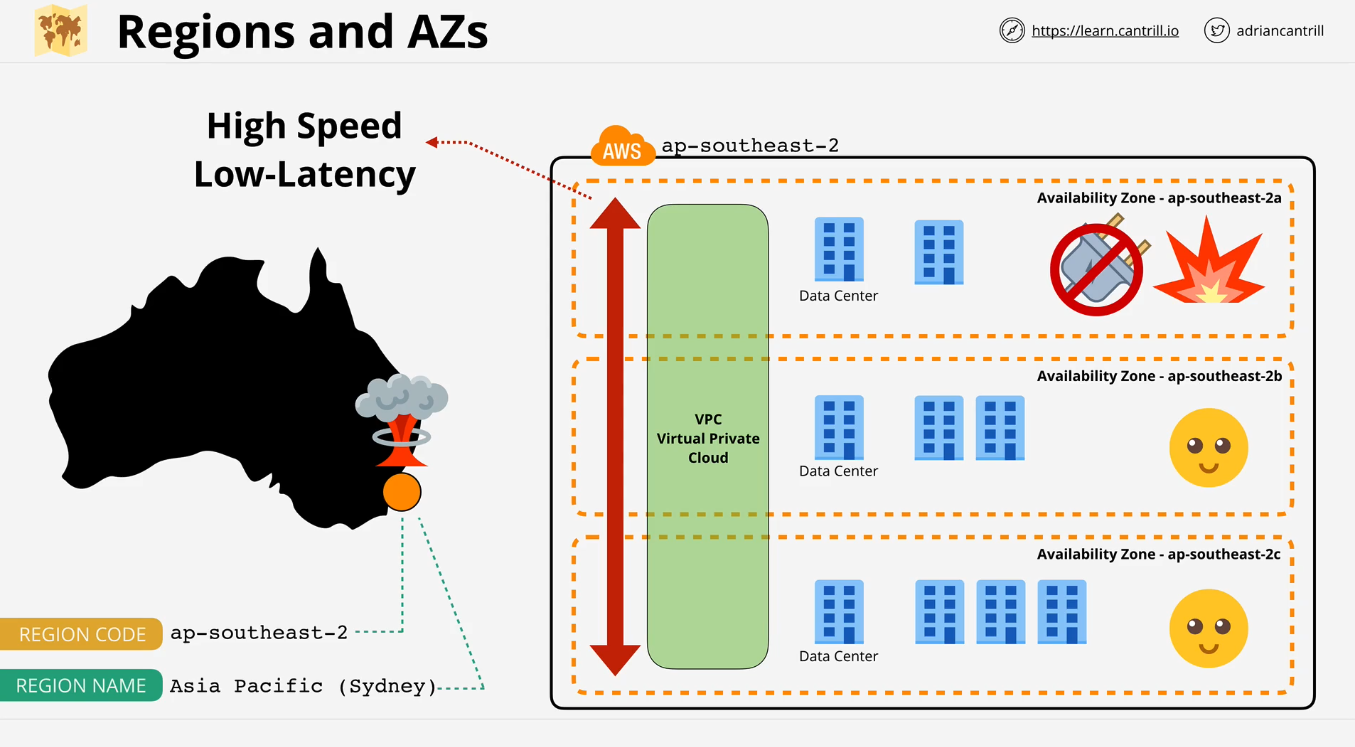 Regions and AZs
https://learn.cantrill.io
adriancantrill
High Speed
Low-Latency
AWS
ap-southeast-2
Availability Zone - ap-southeast-2a
Data Center
Availability Zone - ap-southeast-2b
VPC
Virtual Private
Cloud
Data Center
Availability Zone - ap-southeast-2c
Data Center
REGION CODE
ap-southeast-2
REGION NAME
Asia Pacific (Sydney)